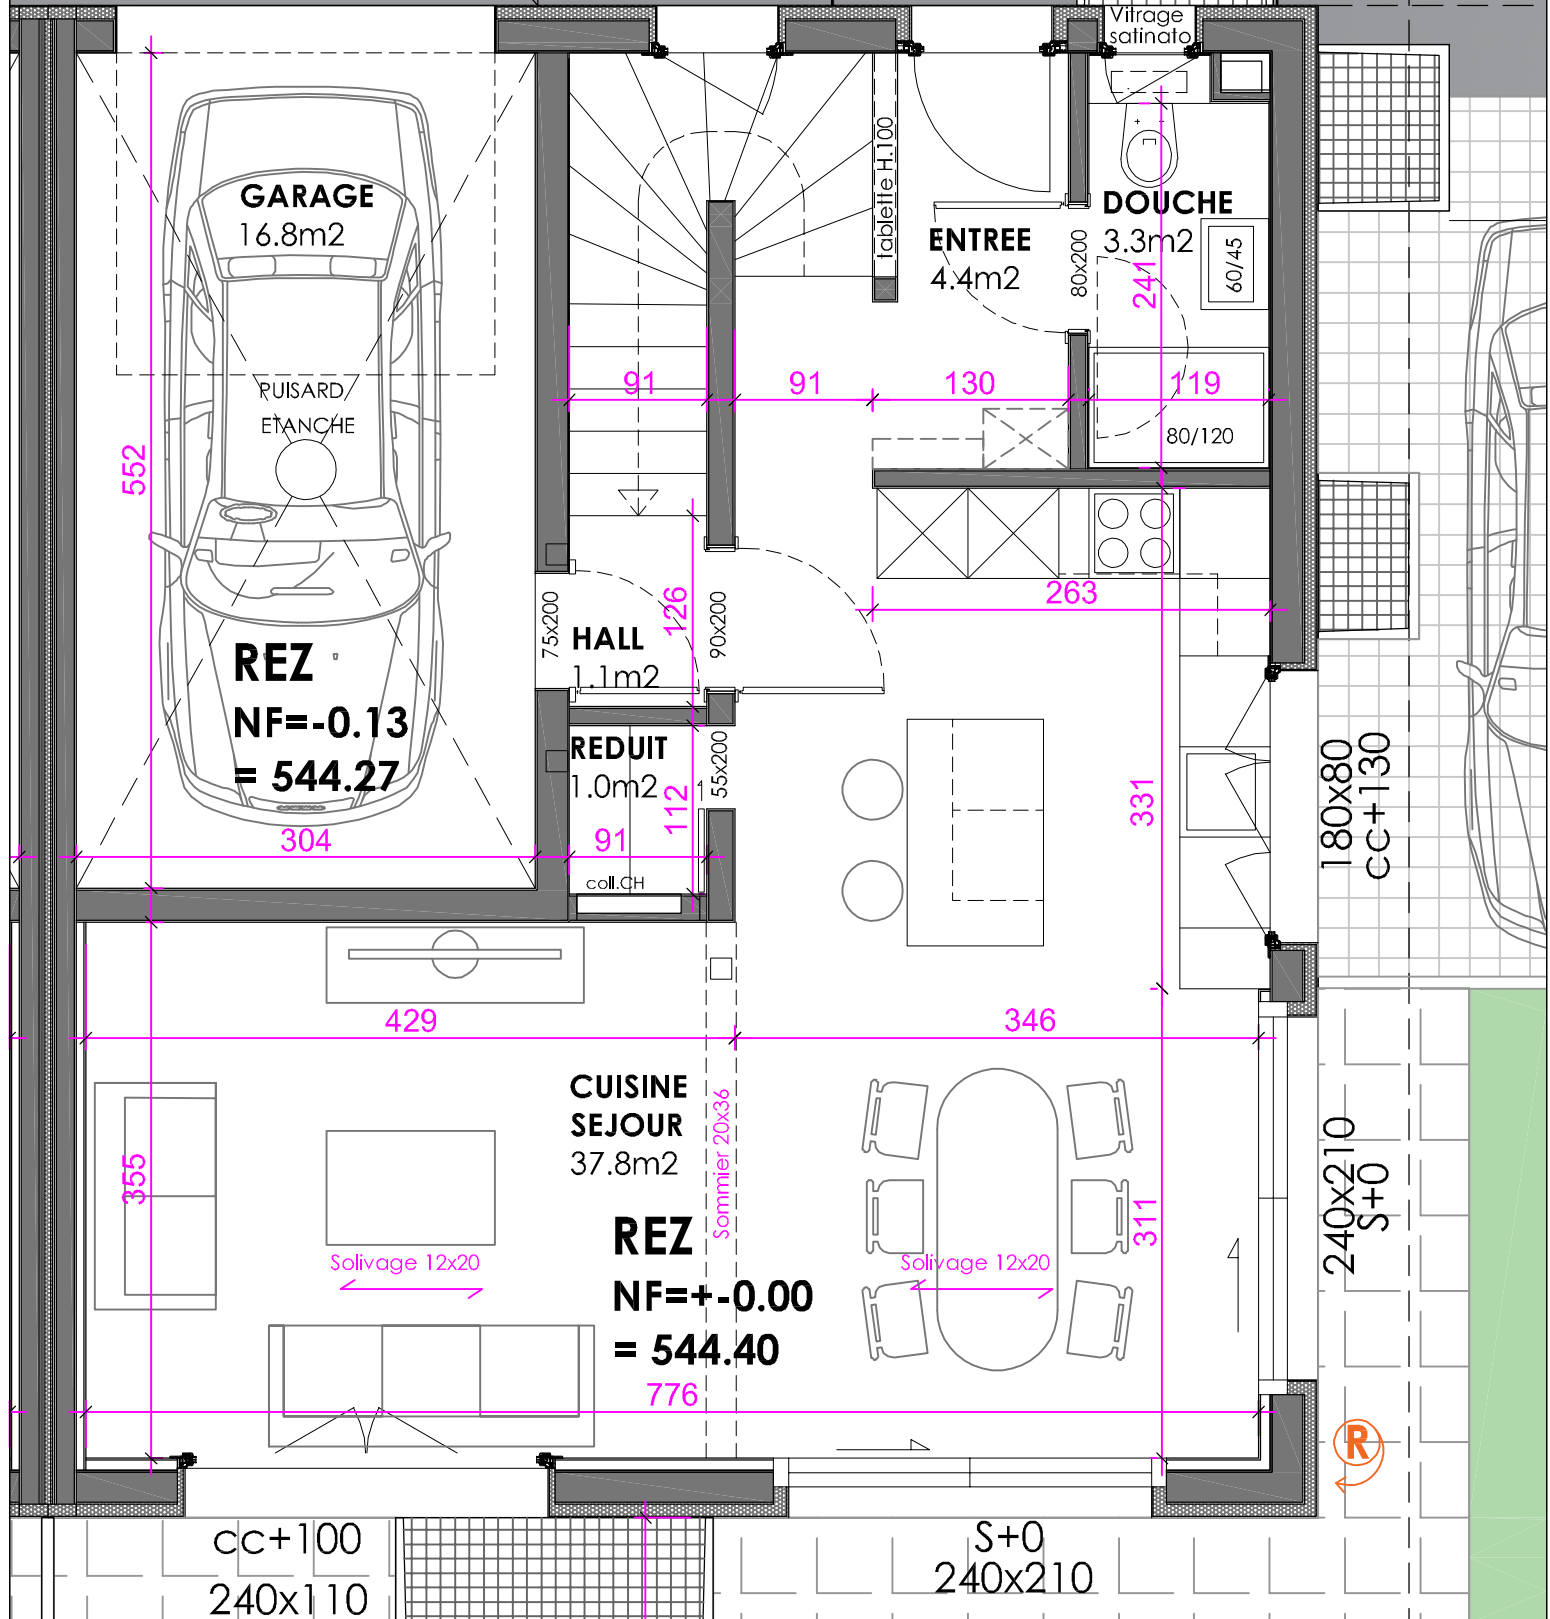 Vitrage
satinato
GARAGE
16.8m2
tablette H.100
ENTREE
4.4m2
80x200
DOUCHE
3.3m2
60/45
241
PUISARD
ETANCHE
91
91
130
119
80/120
552
263
75x200
HALL
1.1m2
126
90x200
REZ
NF=-0.13
= 544.27
REDUIT
1.0m2
55x200
112
304
91
coll.CH
331
180x80
cc+130
429
346
CUISINE
SEJOUR
37.8m2
Sommier 20x36
355
311
240x210
S+0
REZ
NF=+-0.00
= 544.40
Solivage 12x20
Solivage 12x20
776
R
cc+100
240x110
S+0
240x210